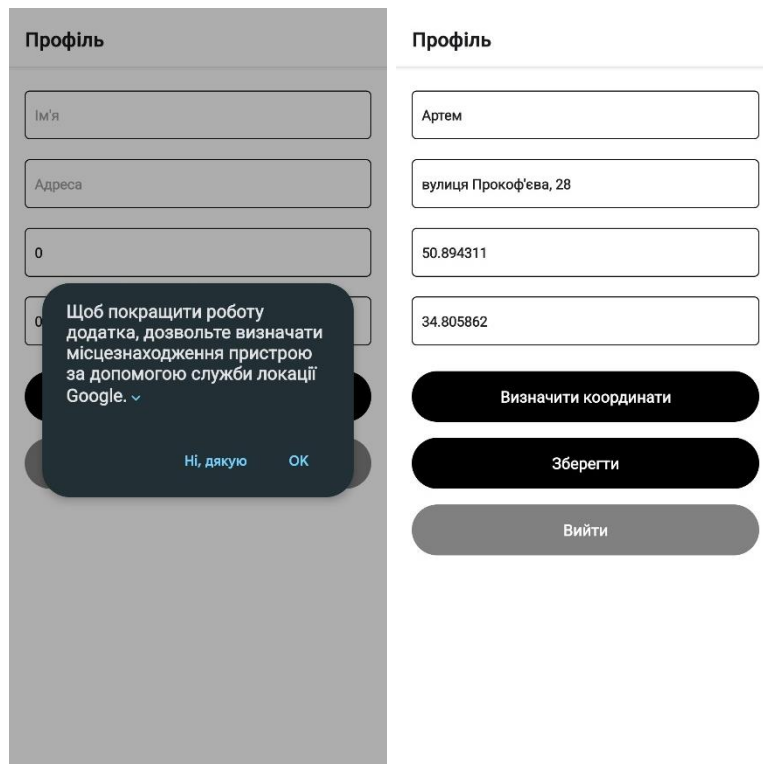 Профіль
Ім'я
Адреса
0
0
Щоб покращити роботу
додатка, дозвольте визначати
місцезнаходження пристрою
за допомогою служби локації
Google.
Ні, дякую
OK
Профіль
Артем
вулиця Прокоф'єва, 28
50.894311
34.805862
Визначити координати
Зберегти
Вийти